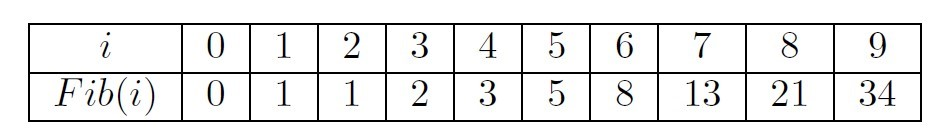 i 0 1 2 3 4 5 6 7 8 9
Fib(i) 0 1 1 2 3 5 8 13 21 34